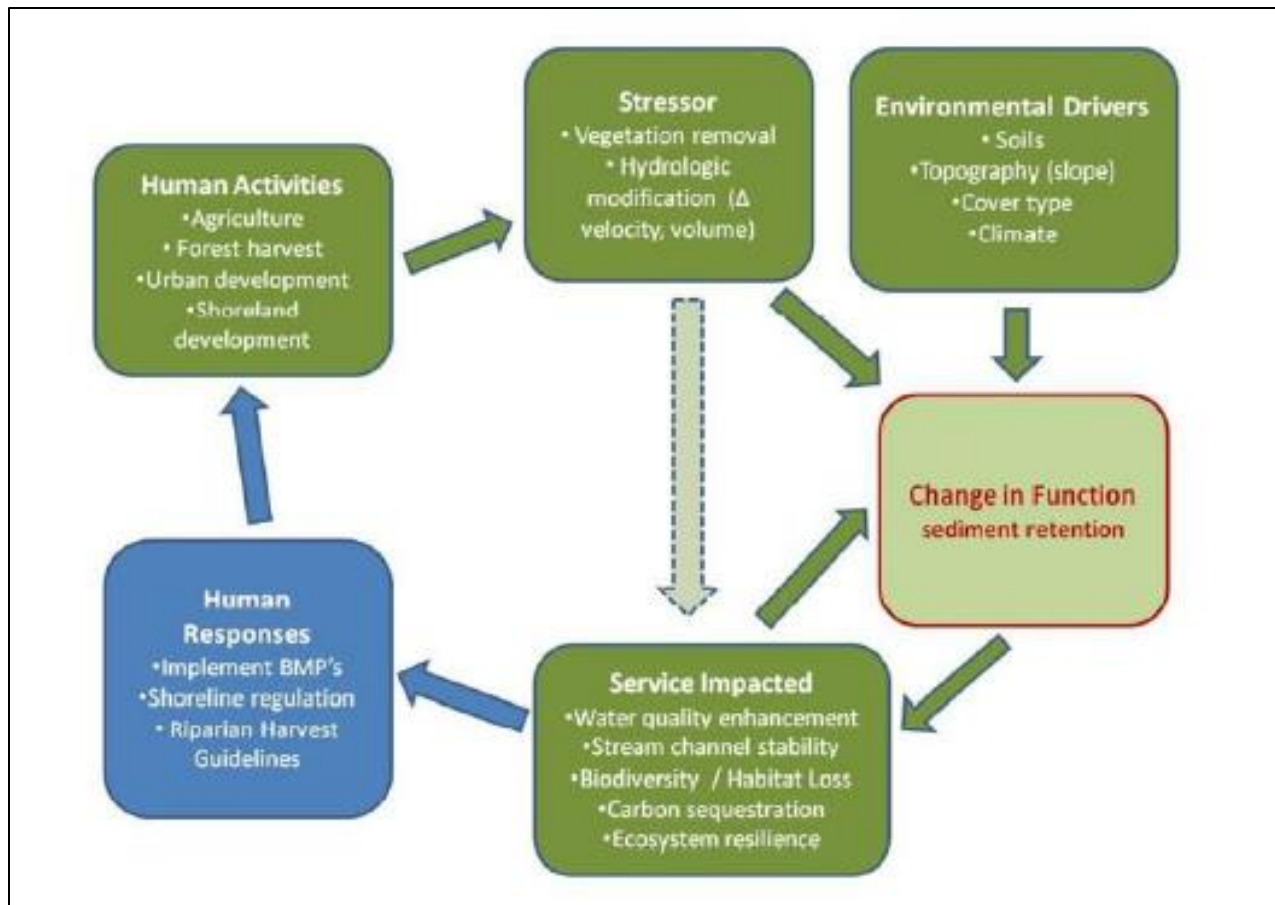 Stressor
• Vegetation removal
• Hydrologic
modification (Δ
velocity, volume)
Environmental Drivers
• Soils
•Topography (slope)
•Cover type
•Climate
Human Activities
•Agriculture
• Forest harvest
•Urban development
•Shoreland
development
Change in Function
sediment retention
Human
Responses
•Implement BMP's
•Shoreline regulation
• Riparian Harvest
Guidelines
Service Impacted
•Water quality enhancement
•Stream channel stability
•Biodiversity / Habitat Loss
•Carbon sequestration
•Ecosystem resilience